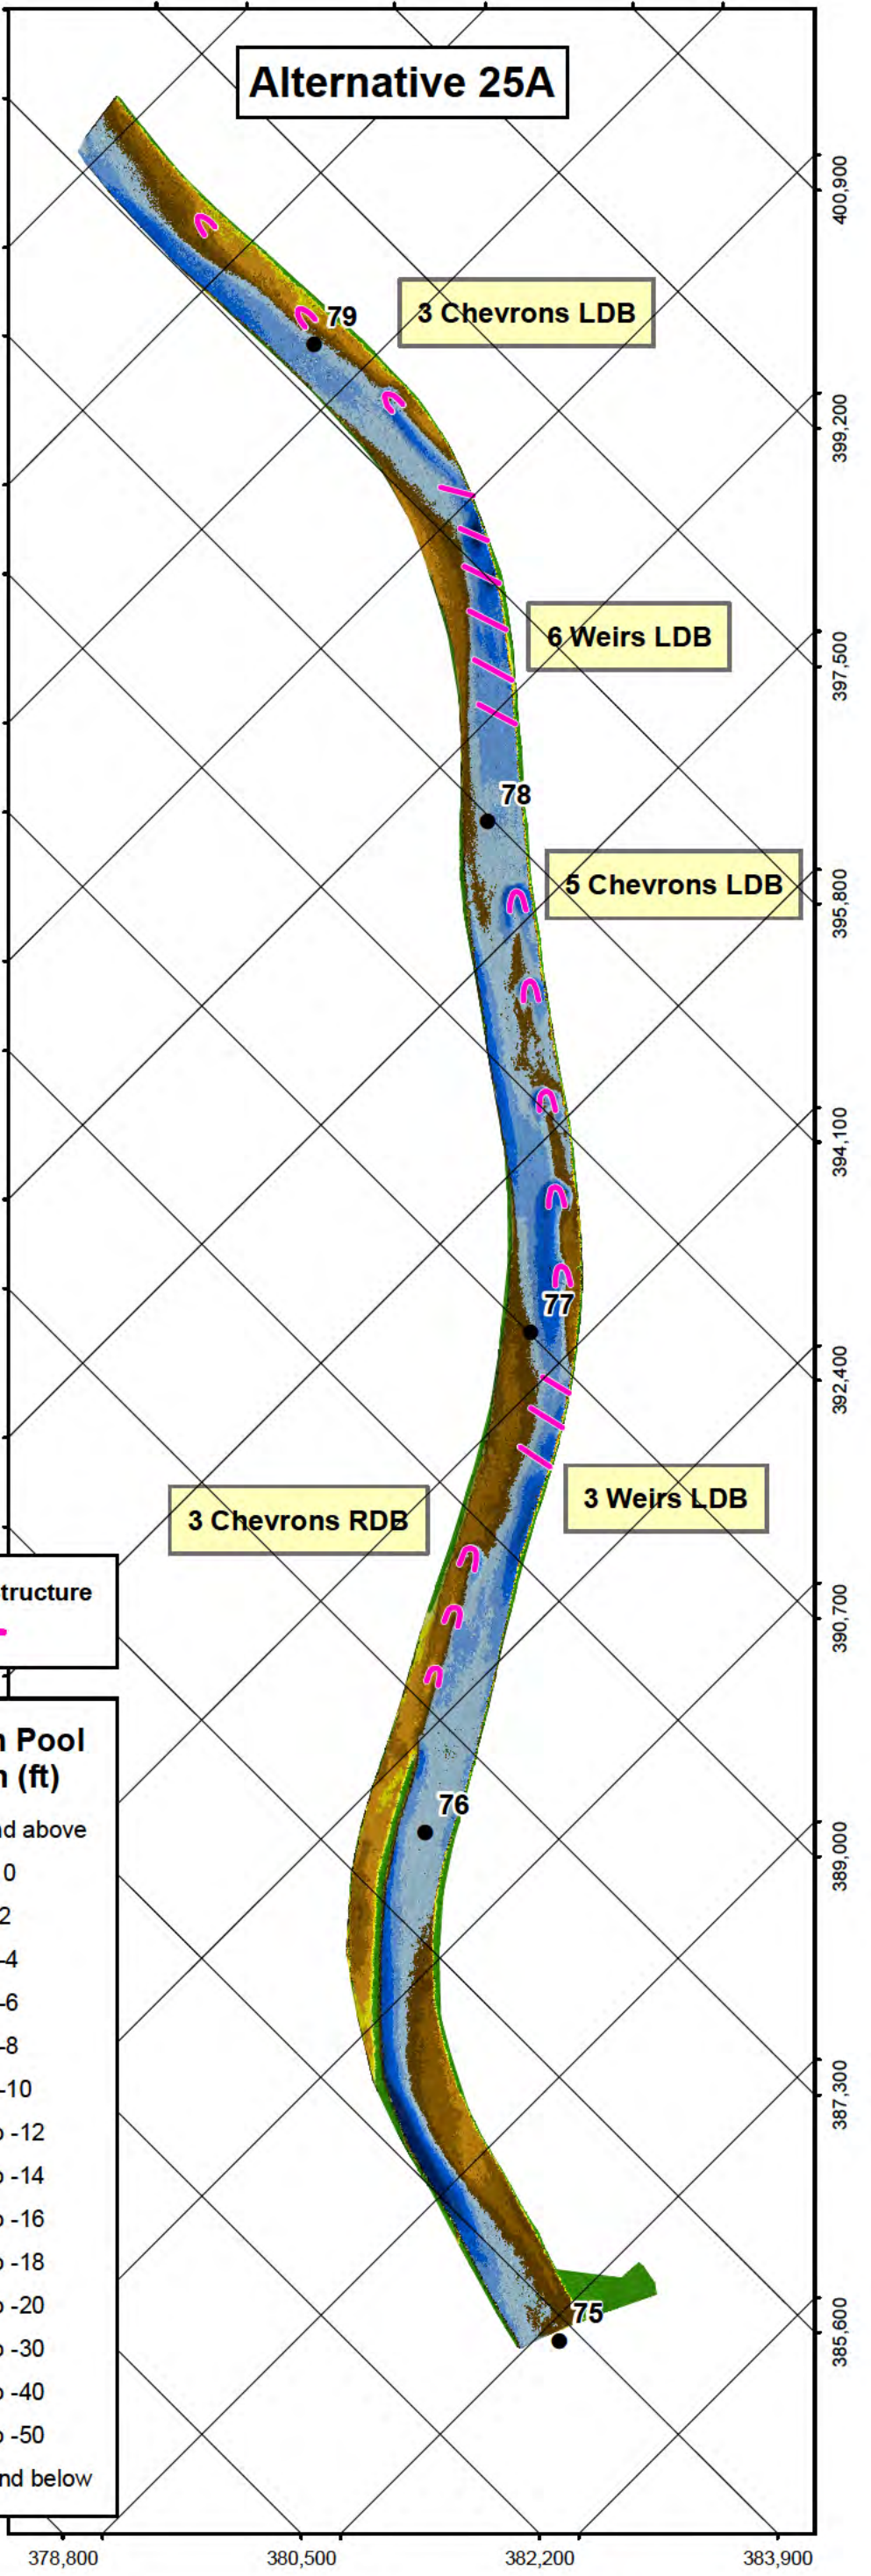 Alternative 25A
400,900
79
3 Chevrons LDB
399,200
6 Weirs LDB
397,500
78
5 Chevrons LDB
395,800
394,100
77
392,400
3 Weirs LDB
3 Chevrons RDB
tructure
390,700
n Pool
n (ft)
nd above
0
2
-4
-6
-8
-10
-12
-14
-16
-18
-20
-30
-40
-50
nd below
76
389,000
387,300
75
385,600
378,800 380,500 382,200 383,900